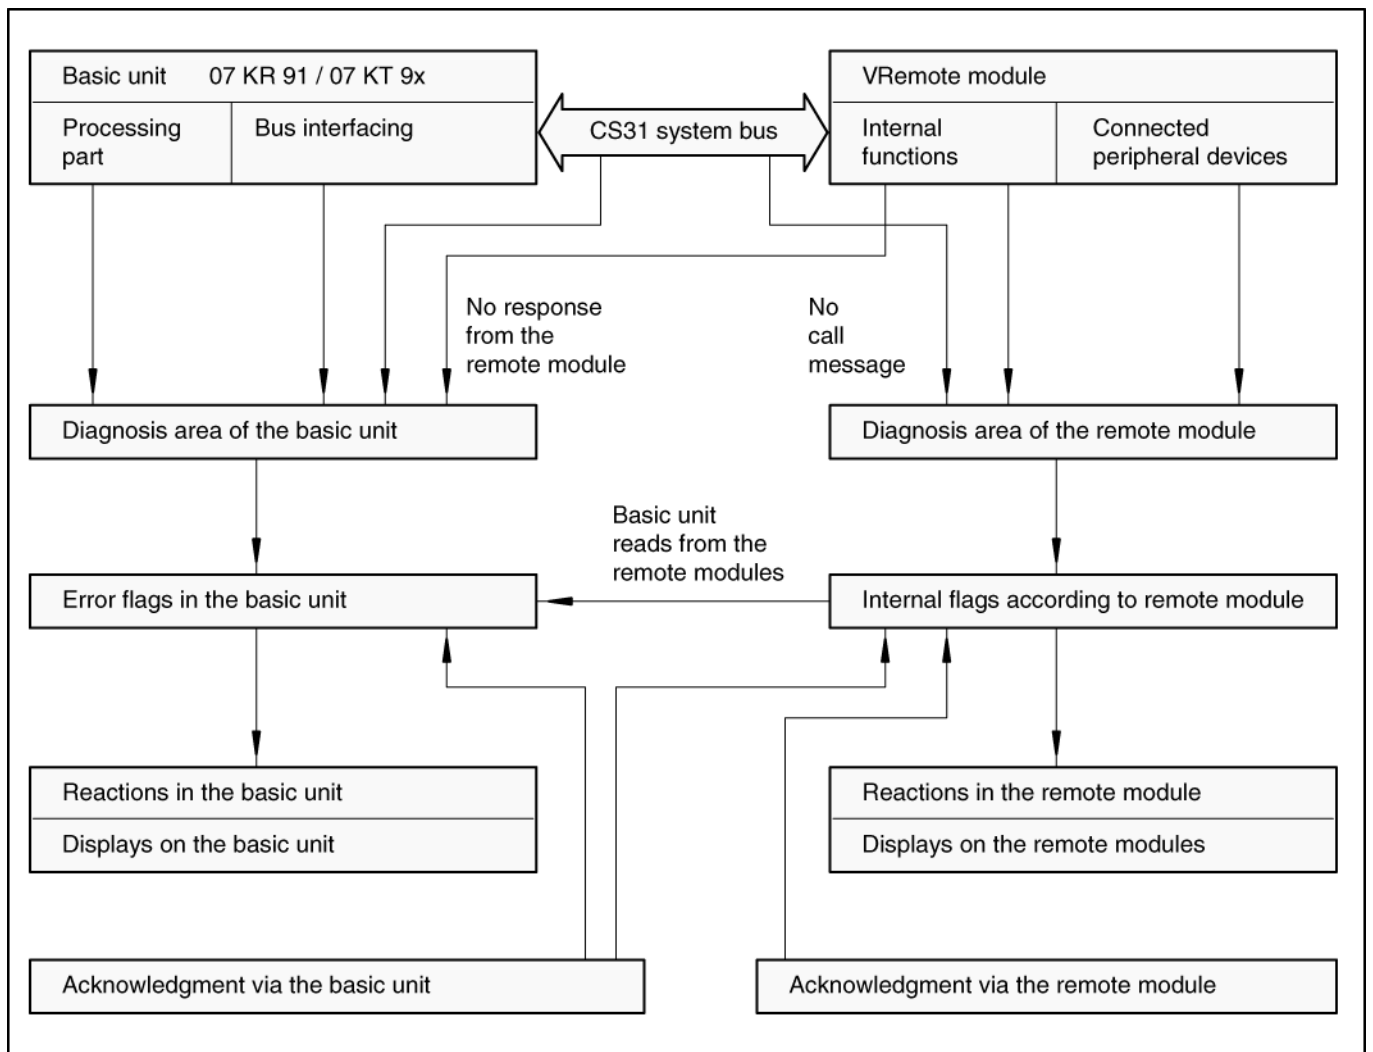 Basic unit 07 KR 91 / 07 KT 9x
Processing
part
Bus interfacing
CS31 system bus
VRemote module
Internal
functions
Connected
peripheral devices
No response
from the
remote module
No
call
message
Diagnosis area of the basic unit
Diagnosis area of the remote module
Basic unit
reads from the
remote modules
Error flags in the basic unit
Internal flags according to remote module
Reactions in the basic unit
Displays on the basic unit
Reactions in the remote module
Displays on the remote modules
Acknowledgment via the basic unit
Acknowledgment via the remote module